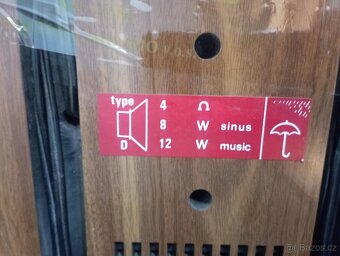 type 4 Ω
8 W sinus
D 12 W music